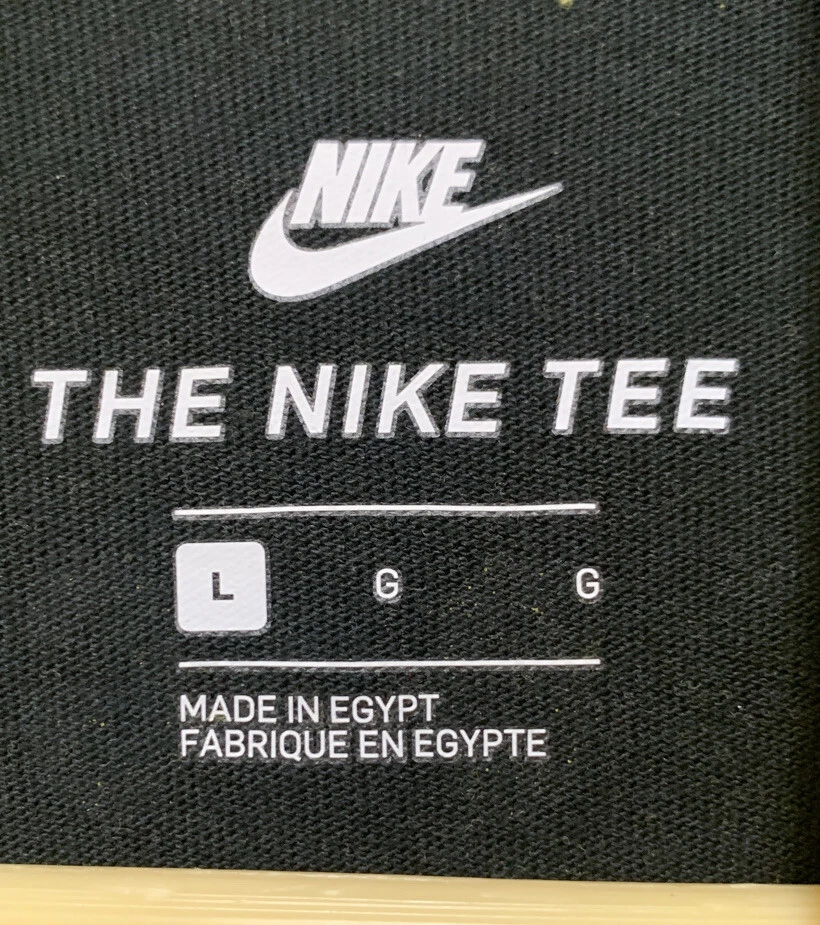 NIKE
THE NIKE TEE
L G G
MADE IN EGYPT
FABRIQUE EN EGYPTE